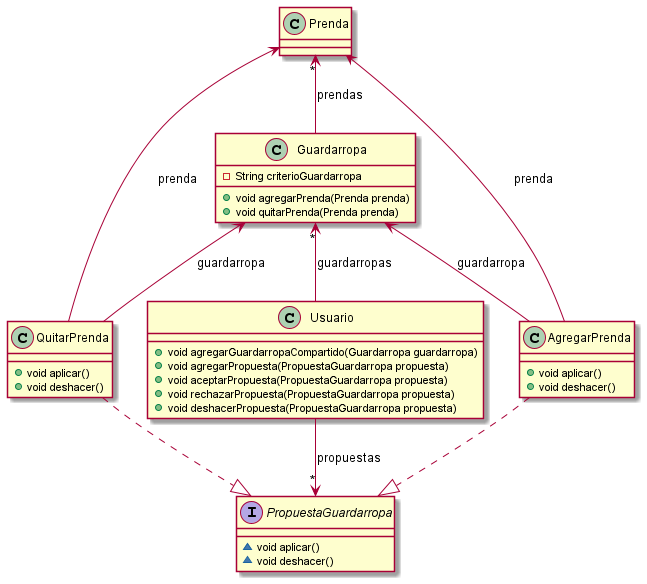 C Prenda
*
prendas
C Guardarropa
String criterioGuardarropa
void agregarPrenda(Prenda prenda)
void quitarPrenda(Prenda prenda)
prenda
prenda
*
guardarropa
guardarropas
guardarropa
C QuitarPrenda
void aplicar()
void deshacer()
C Usuario
void agregarGuardarropaCompartido(Guardarropa guardarropa)
void agregarPropuesta(PropuestaGuardarropa propuesta)
void aceptarPropuesta(PropuestaGuardarropa propuesta)
void rechazarPropuesta(PropuestaGuardarropa propuesta)
void deshacerPropuesta(PropuestaGuardarropa propuesta)
C AgregarPrenda
void aplicar()
void deshacer()
propuestas
*
I PropuestaGuardarropa
void aplicar()
void deshacer()